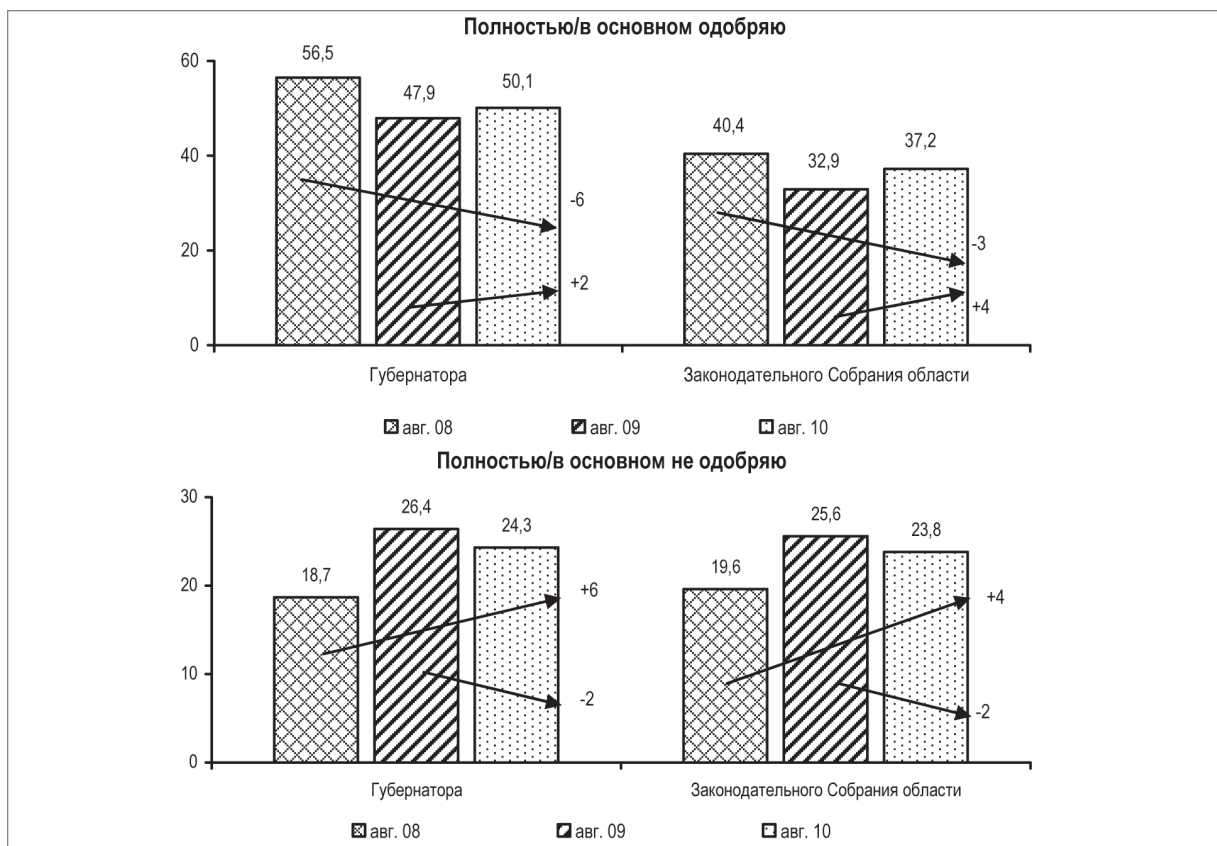 Полностью/в основном одобряю
60
40
20
0
56,5
47,9
50,1
-6
+2
40,4
32,9
37,2
-3
+4
Губернатора
Законодательного Собрания области
авг. 08
авг. 09
авг. 10
Полностью/в основном не одобряю
30
20
10
0
18,7
26,4
24,3
+6
-2
19,6
25,6
23,8
+4
-2
Губернатора
Законодательного Собрания области
авг. 08
авг. 09
авг. 10